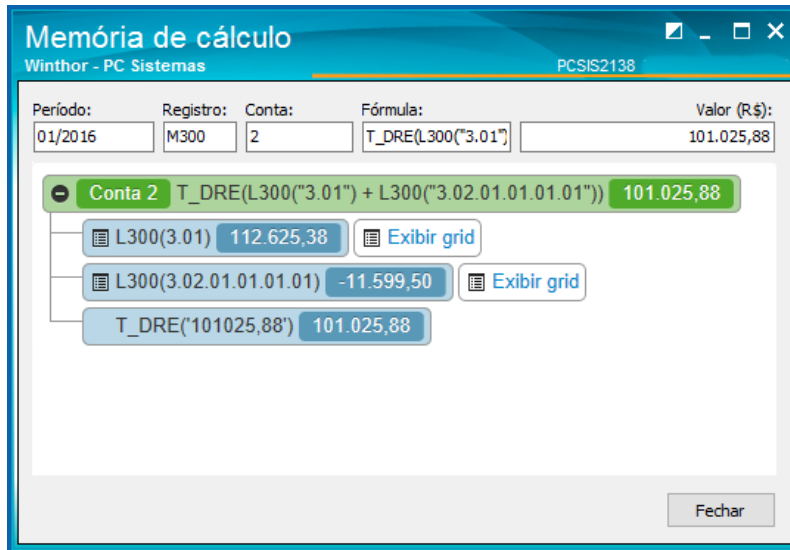 Memória de cálculo
Winthor - PC Sistemas PCSIS2138
Período: Registro: Conta: Fórmula: Valor (R$):
01/2016 M300 2 T_DRE(L300("3.01") 101.025,88
Conta 2 T_DRE(L300("3.01") + L300("3.02.01.01.01.01")) 101.025,88
L300(3.01) 112.625,38 Exibir grid
L300(3.02.01.01.01.01) -11.599,50 Exibir grid
T_DRE('101025,88') 101.025,88
Fechar